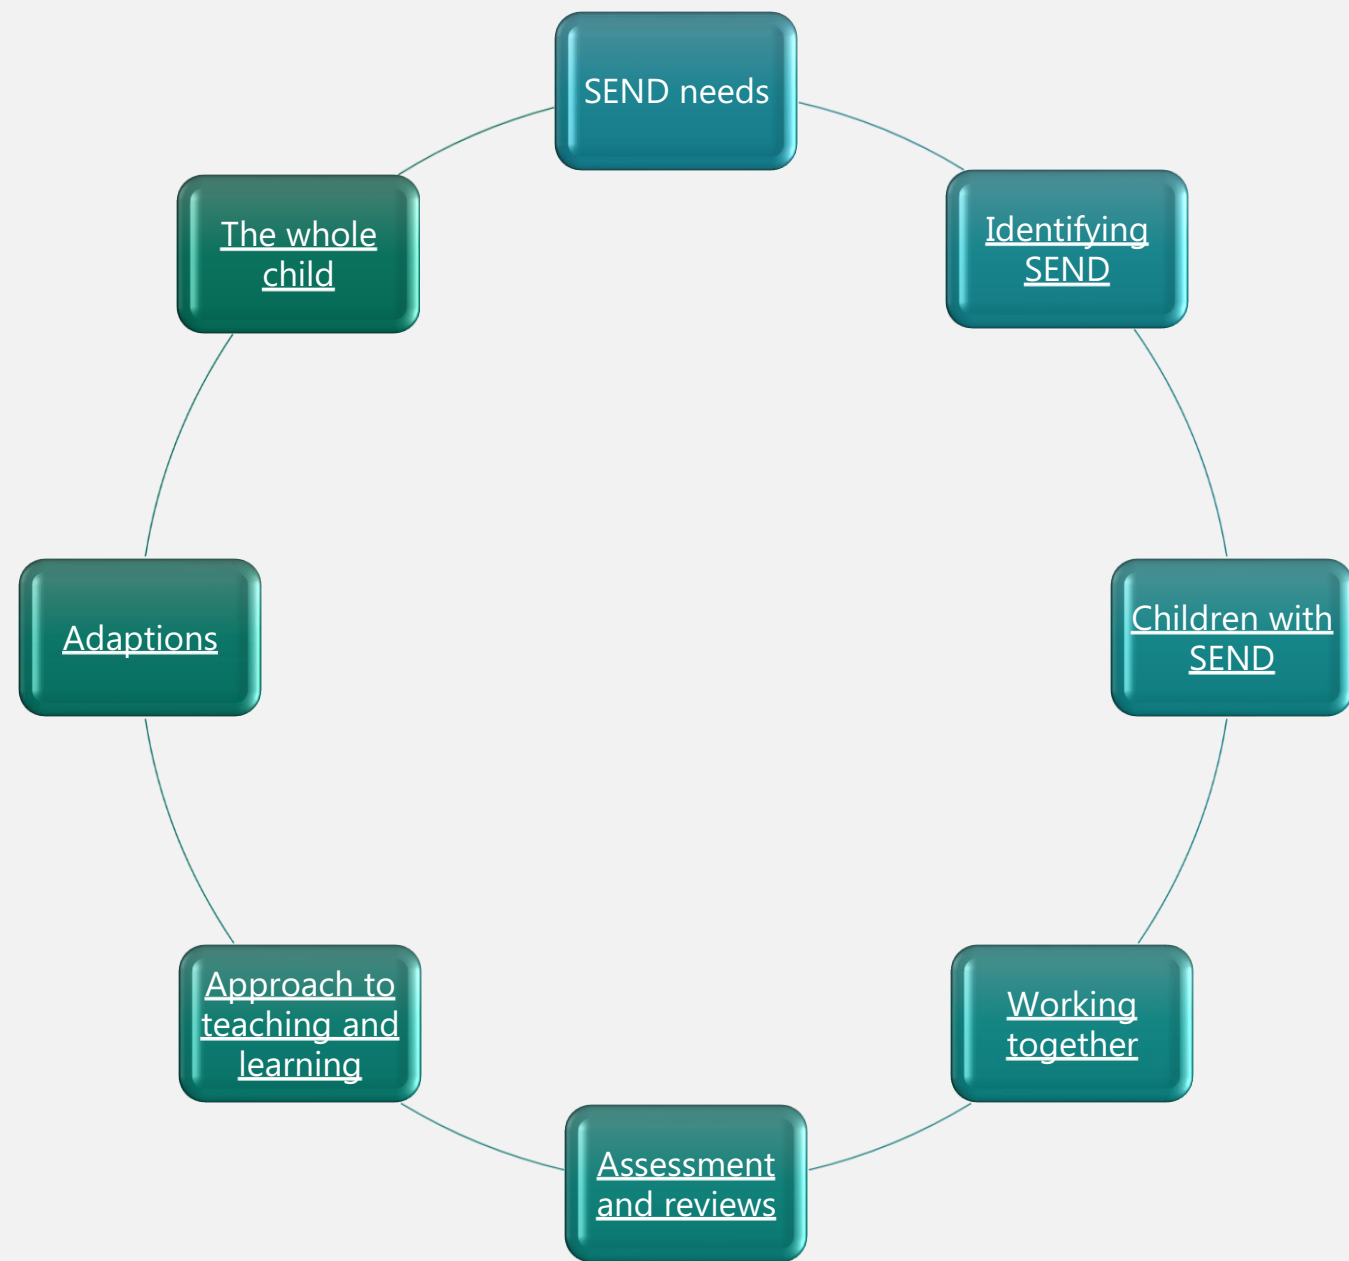 SEND needs
Identifying
SEND
Children with
SEND
Working
together
Assessment
and reviews
Approach to
teaching and
learning
Adaptions
The whole
child